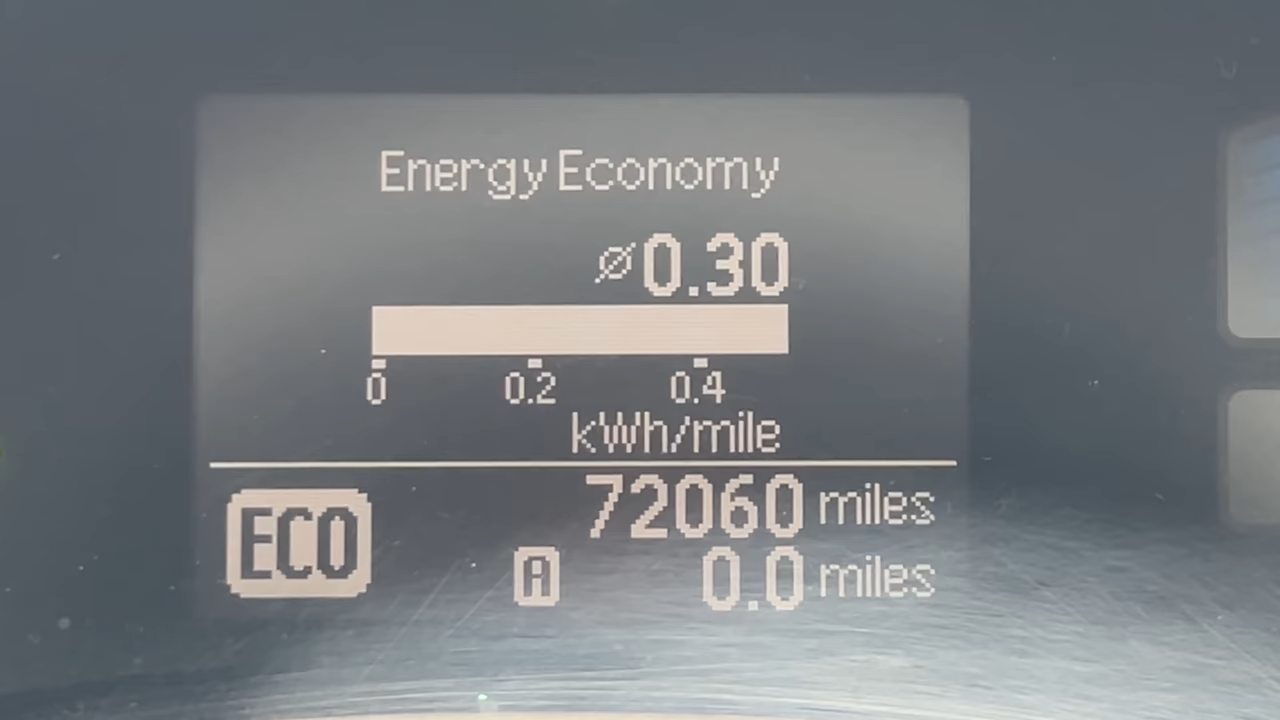 Energy Economy
⌀0.30
0 0.2 0.4
kWh/mile
72060 miles
ECO
A 0.0 miles